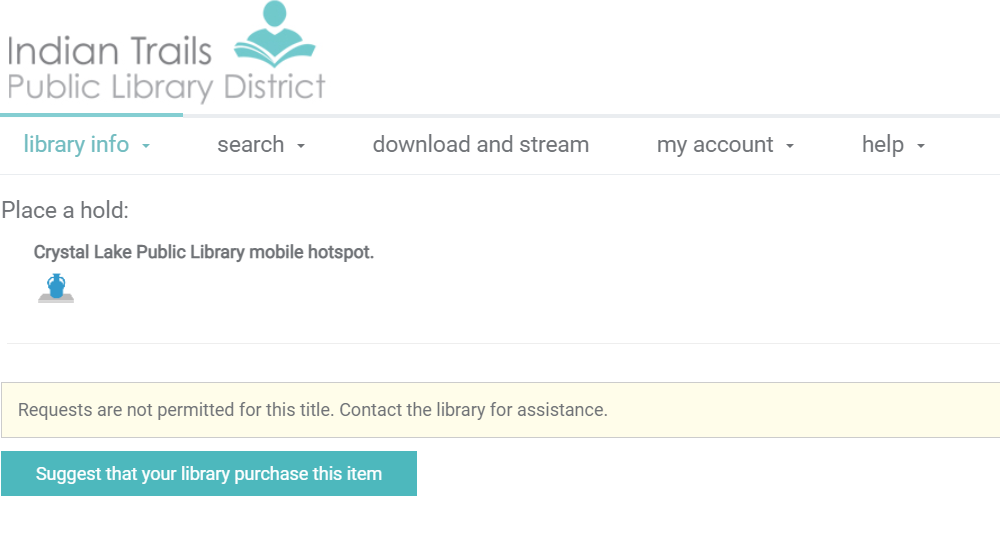 Indian Trails
Public Library District
library info search download and stream my account help
Place a hold:
Crystal Lake Public Library mobile hotspot.
Requests are not permitted for this title. Contact the library for assistance.
Suggest that your library purchase this item